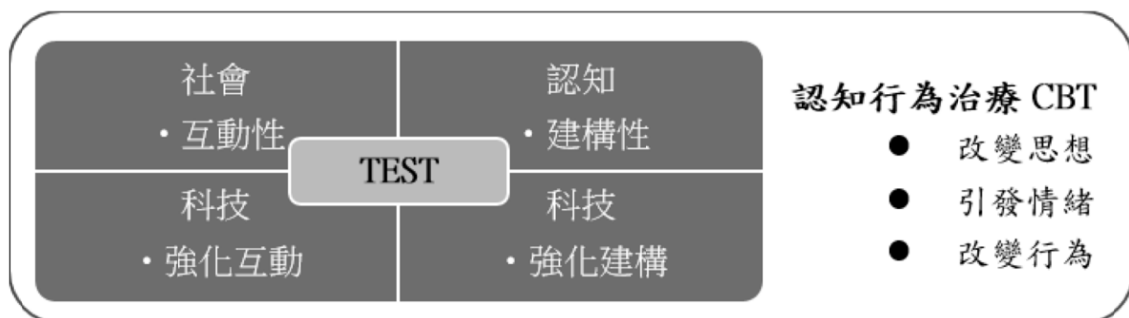 社會
・互動性
認知
・建構性
TEST
科技
・強化互動
科技
・強化建構
認知行為治療 CBT
● 改變思想
● 引發情緒
● 改變行為